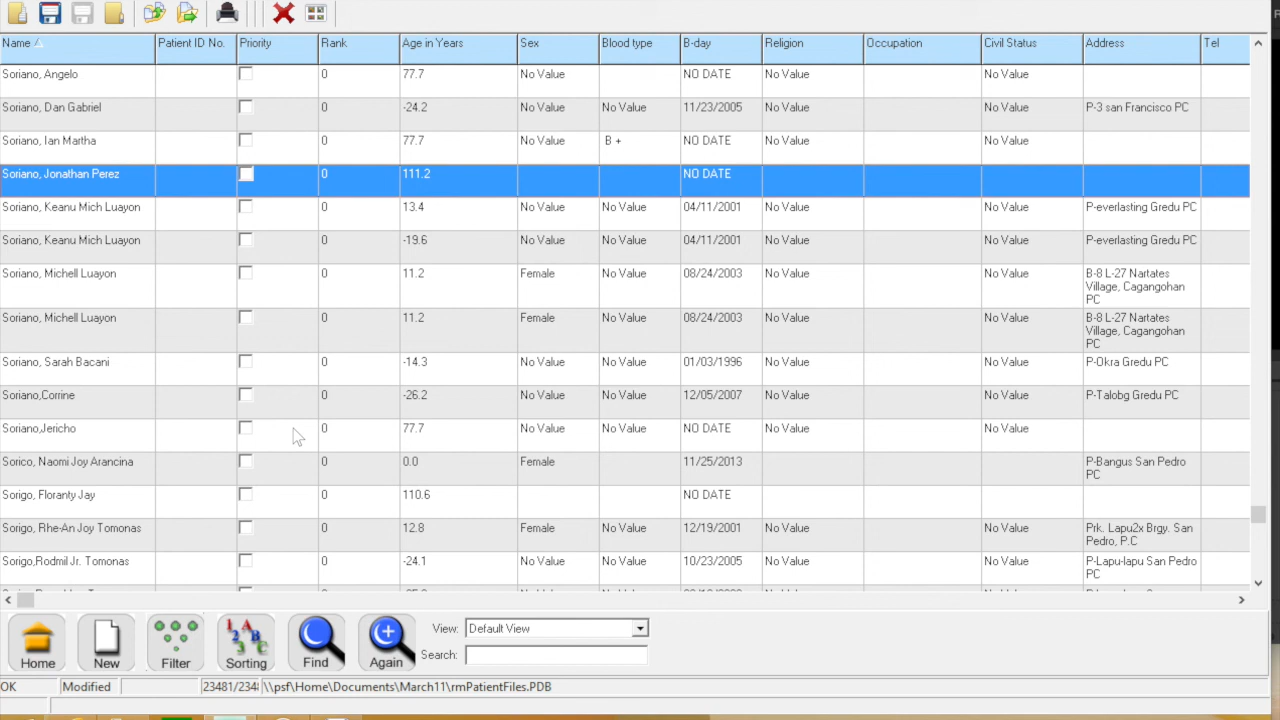 Name Patient ID No. Priority Rank Age in Years Sex Blood type B-day Religion Occupation Civil Status Address Tel
Soriano, Angelo 0 77.7 No Value NO DATE No Value No Value
Soriano, Dan Gabriel 0 -24.2 No Value No Value 11/23/2005 No Value No Value P-3 san Francisco PC
Soriano, Ian Martha 0 77.7 No Value B + NO DATE No Value No Value
Soriano, Jonathan Perez 0 111.2 NO DATE
Soriano, Keanu Mich Luayon 0 13.4 No Value No Value 04/11/2001 No Value No Value P-everlasting Gredu PC
Soriano, Keanu Mich Luayon 0 -19.6 No Value No Value 04/11/2001 No Value No Value P-everlasting Gredu PC
Soriano, Michell Luayon 0 11.2 Female No Value 08/24/2003 No Value No Value B-8 L-27 Nartates
Village, Cagangohan
PC
Soriano, Michell Luayon 0 11.2 Female No Value 08/24/2003 No Value No Value B-8 L-27 Nartates
Village, Cagangohan
PC
Soriano, Sarah Bacani 0 -14.3 No Value No Value 01/03/1996 No Value No Value P-Okra Gredu PC
Soriano,Corrine 0 -26.2 No Value No Value 12/05/2007 No Value No Value P-Talobg Gredu PC
Soriano,Jericho 0 77.7 No Value No Value NO DATE No Value No Value
Sorico, Naomi Joy Arancina 0 0.0 Female 11/25/2013 P-Bangus San Pedro
PC
Sorigo, Floranty Jay 0 110.6 NO DATE
Sorigo, Rhe-An Joy Tomonas 0 12.8 Female No Value 12/19/2001 No Value No Value Prk. Lapu2x Brgy. San
Pedro, P.C
Sorigo,Rodmil Jr. Tomonas 0 -24.1 No Value No Value 10/23/2005 No Value No Value P-Lapu-lapu San Pedro
PC
View: Default View
Search:
Home New Filter Sorting Find Again
OK Modified 23481/234 \\psf\Home\Documents\March11\rmPatientFiles.PDB